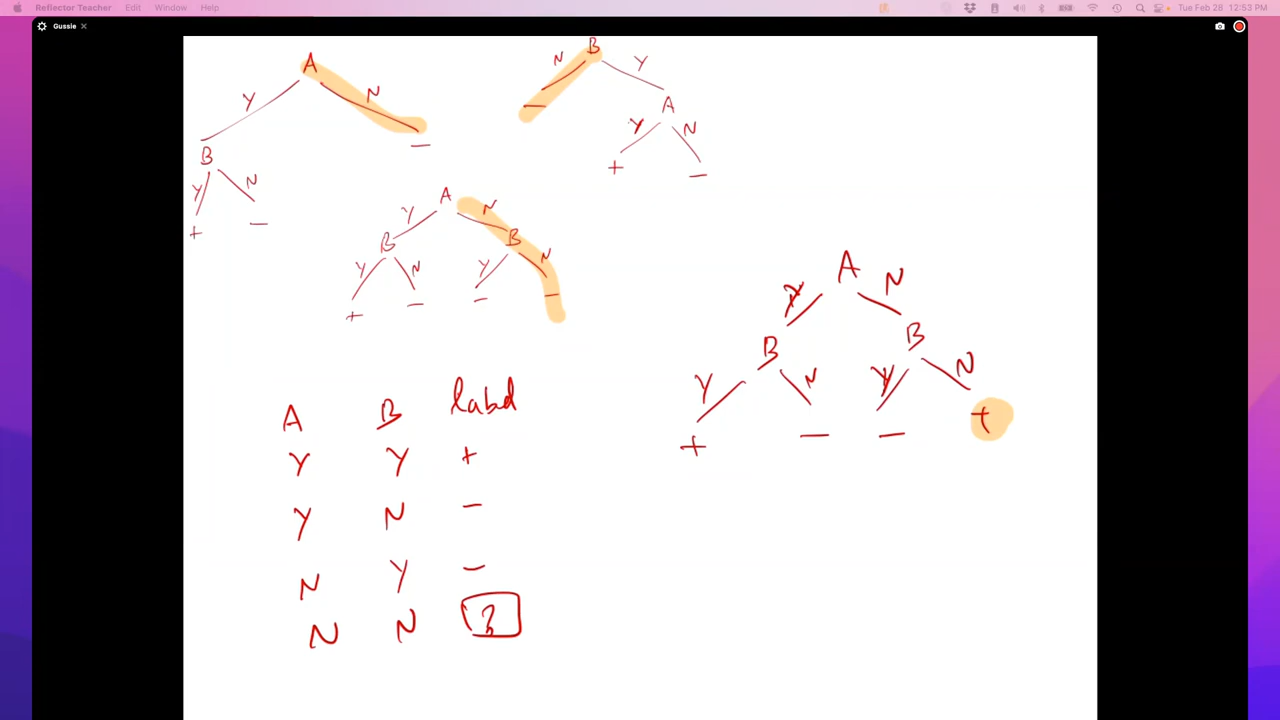 Reflector Teacher Edit Window Help Tue Feb 28 12:53 PM
Gussie
A
Y N
B −
Y N
+ −
B
N Y
− A
Y N
+ −
A
Y N
B B
Y N Y N
+ − − −
A
Y N
B B
Y N Y N
+ − − +
A B label
Y Y +
Y N −
N Y −
N N ?